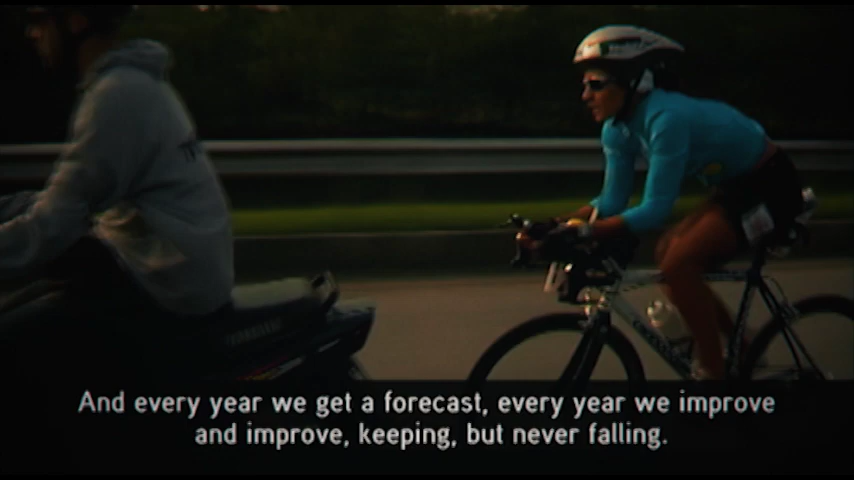 And every year we get a forecast, every year we improve
and improve, keeping, but never falling.